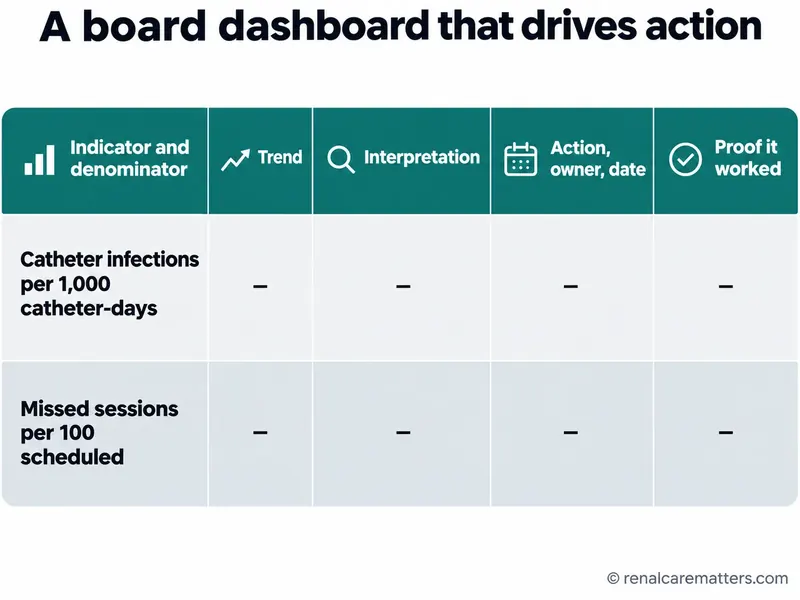 A board dashboard that drives action
Indicator and
denominator
Trend
Interpretation
Action,
owner, date
Proof it
worked
Catheter infections
per 1,000
catheter-days
–
–
–
–
Missed sessions
per 100
scheduled
–
–
–
–
© renalcarematters.com